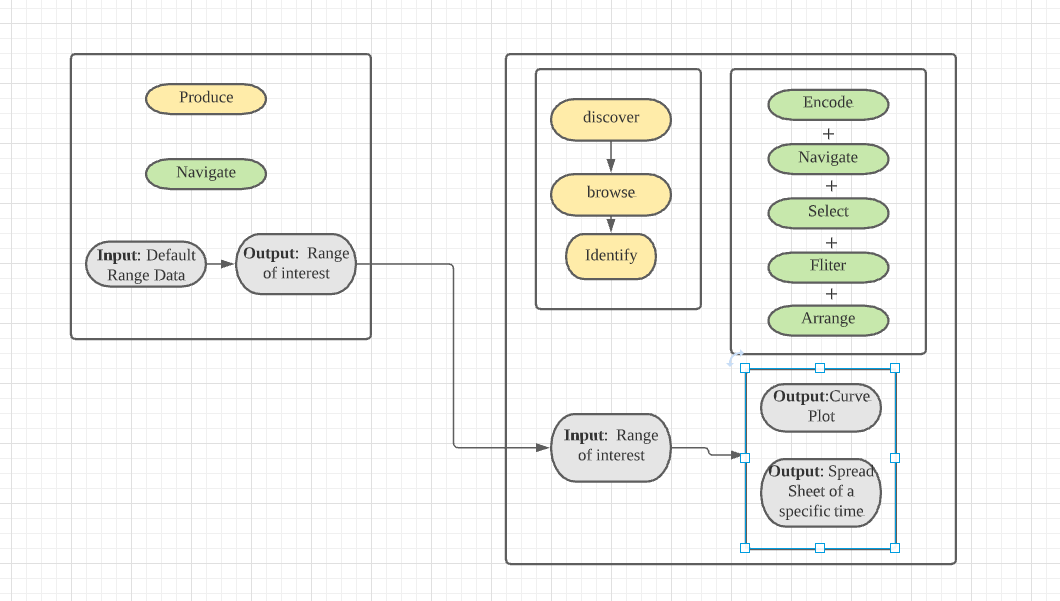 Produce
Navigate
Input: Default
Range Data
Output: Range
of interest
discover
browse
Identify
Encode
+
Navigate
+
Select
+
Fliter
+
Arrange
Input: Range
of interest
Output:Curve
Plot
Output: Spread
Sheet of a
specific time